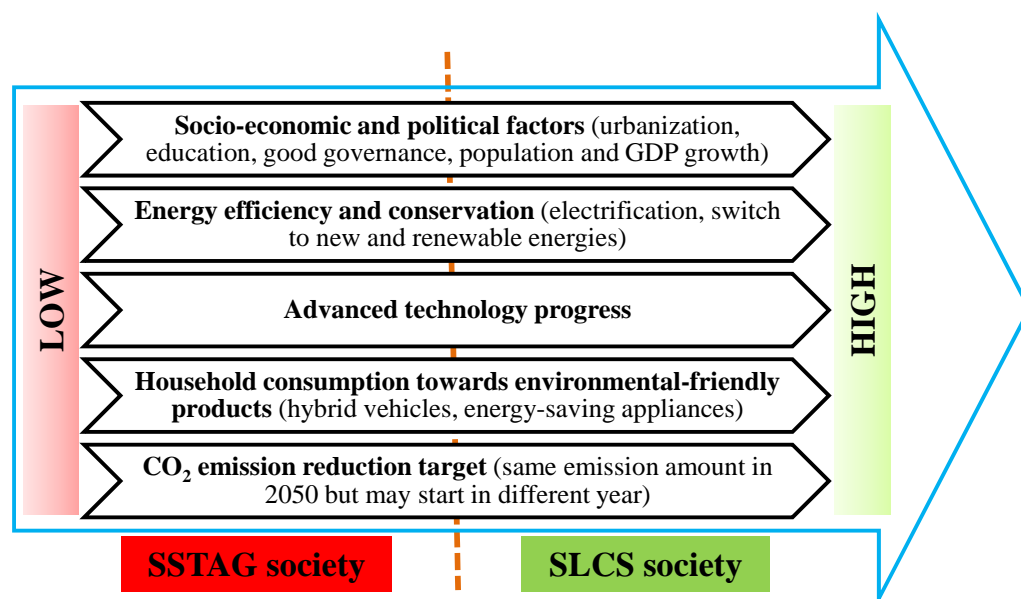 LOW
Socio-economic and political factors (urbanization,
education, good governance, population and GDP growth)
Energy efficiency and conservation (electrification, switch
to new and renewable energies)
Advanced technology progress
Household consumption towards environmental-friendly
products (hybrid vehicles, energy-saving appliances)
CO₂ emission reduction target (same emission amount in
2050 but may start in different year)
HIGH
SSTAG society
SLCS society